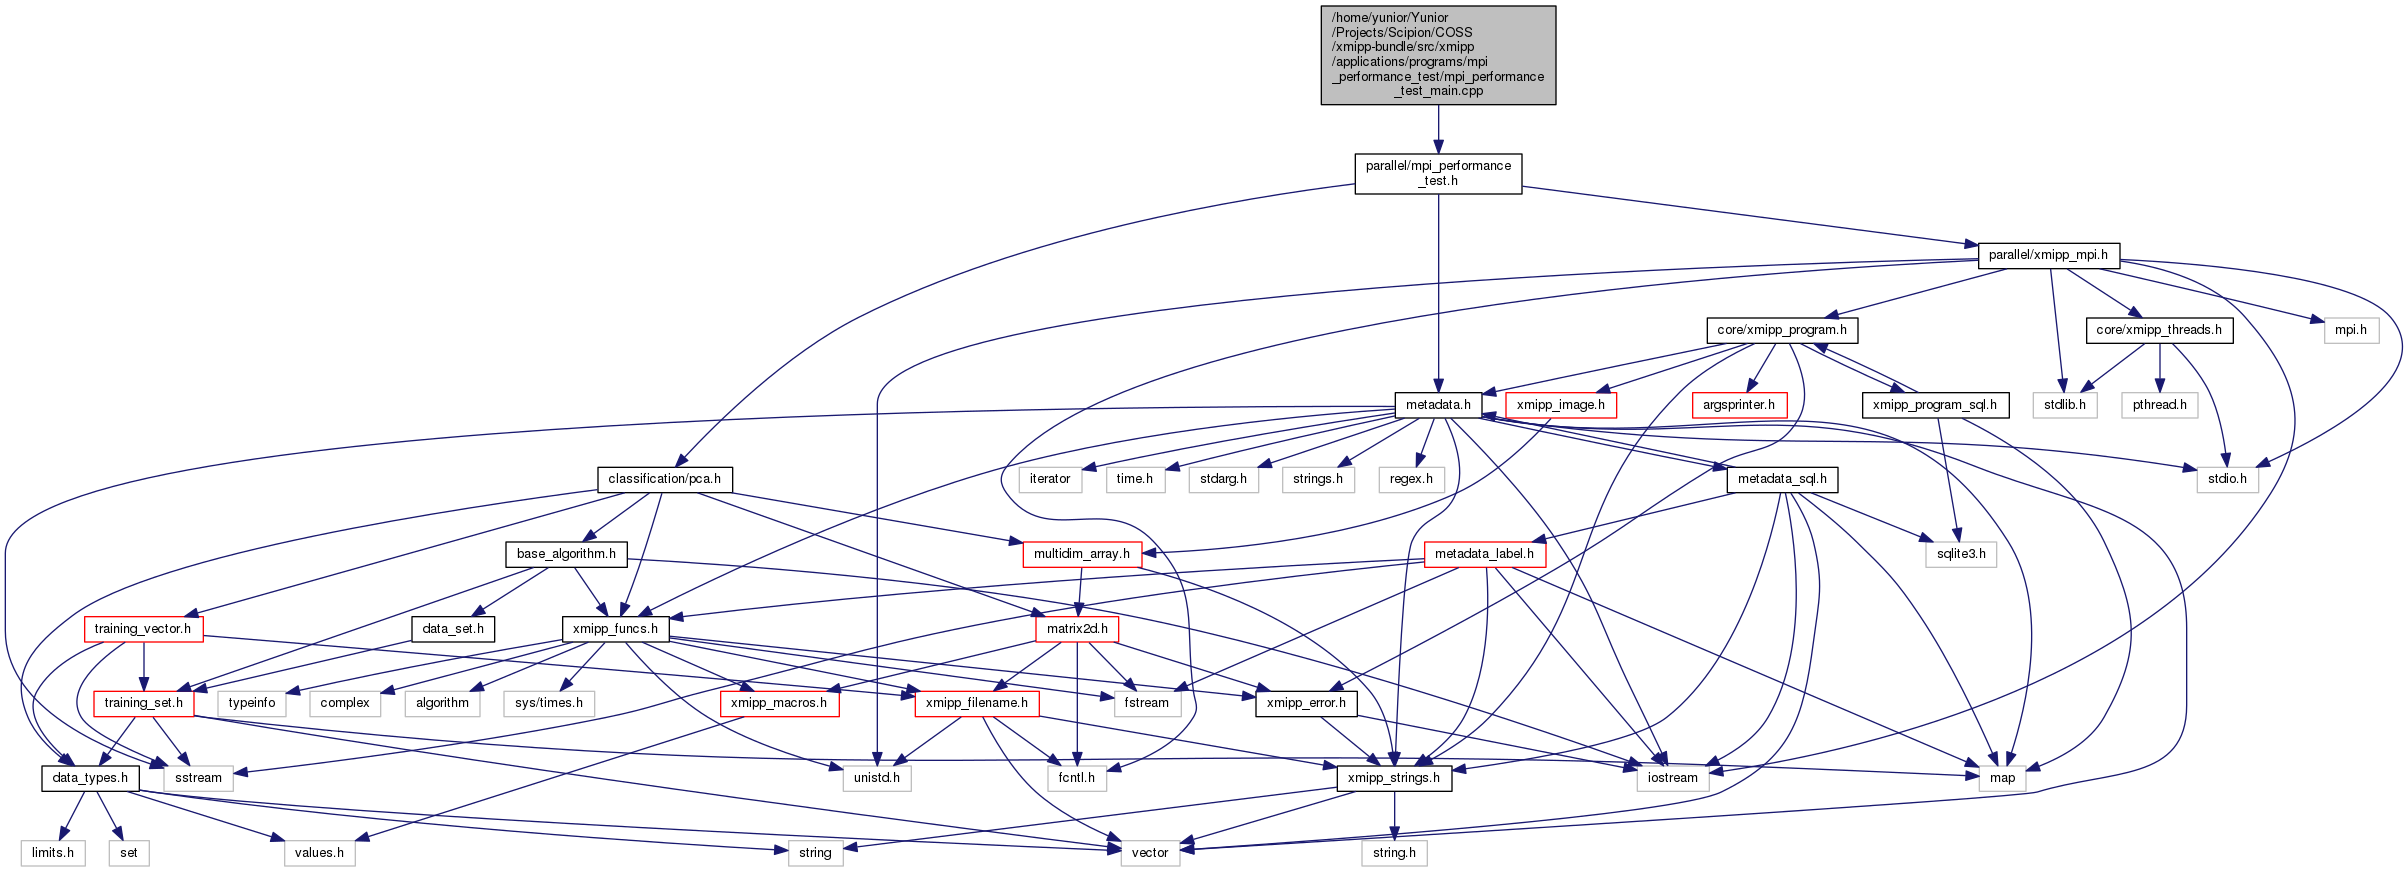 /home/yunior/Yunior
/Projects/Scipion/COSS
/xmipp-bundle/src/xmipp
/applications/programs/mpi
_performance_test/mpi_performance
_test_main.cpp
parallel/mpi_performance
_test.h
parallel/xmipp_mpi.h
core/xmipp_program.h
core/xmipp_threads.h
mpi.h
metadata.h
xmipp_image.h
argsprinter.h
xmipp_program_sql.h
stdlib.h
pthread.h
classification/pca.h
iterator
time.h
stdarg.h
strings.h
regex.h
metadata_sql.h
stdio.h
base_algorithm.h
multidim_array.h
metadata_label.h
sqlite3.h
training_vector.h
data_set.h
xmipp_funcs.h
matrix2d.h
training_set.h
typeinfo
complex
algorithm
sys/times.h
xmipp_macros.h
xmipp_filename.h
fstream
xmipp_error.h
data_types.h
sstream
unistd.h
fcntl.h
xmipp_strings.h
iostream
map
limits.h
set
values.h
string
vector
string.h